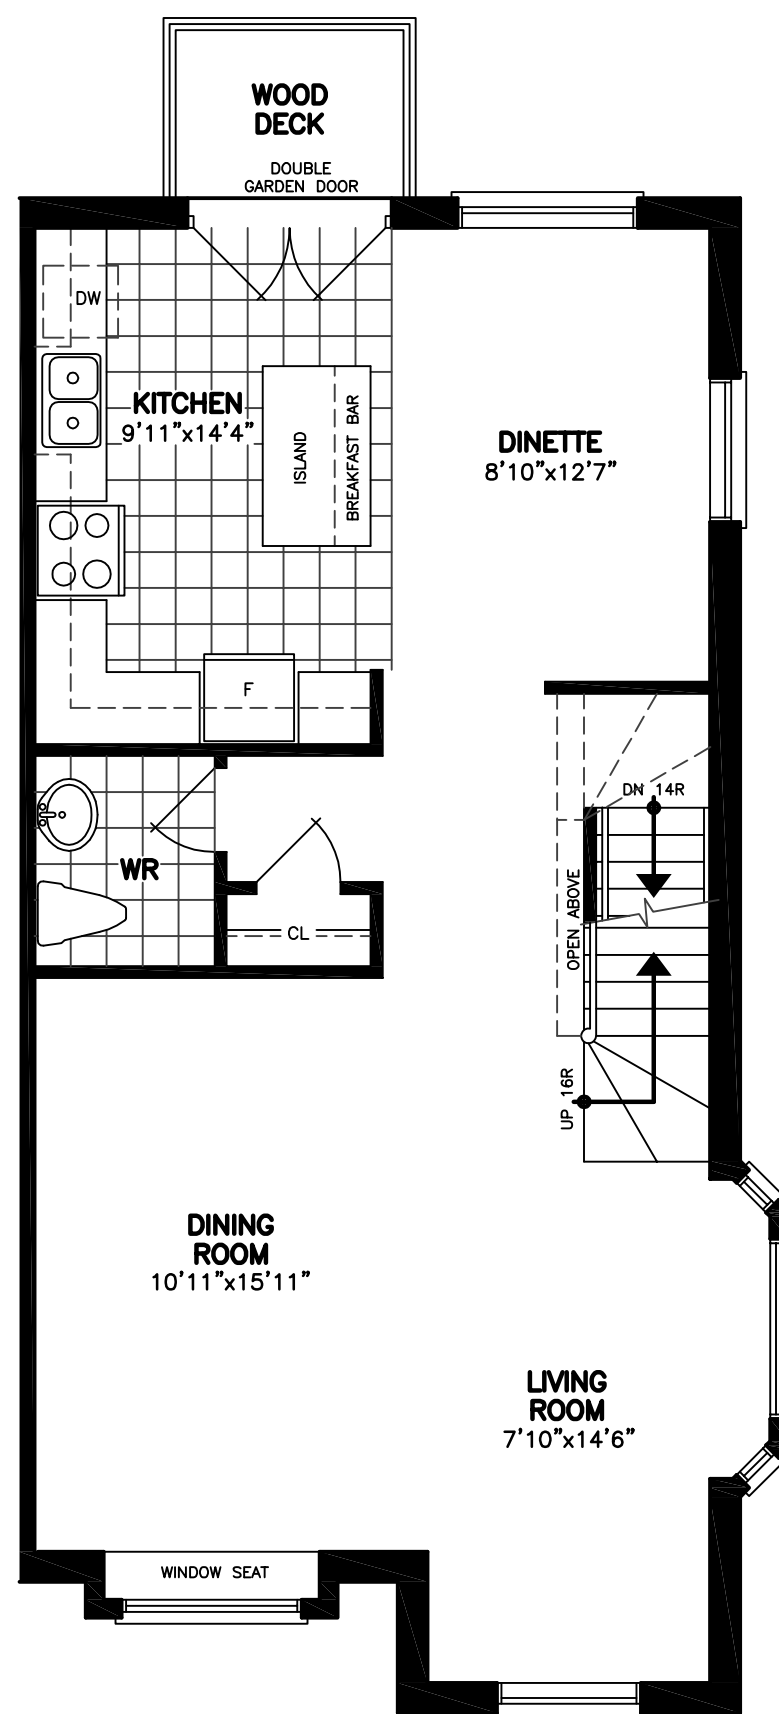 WOOD
DECK
DOUBLE
GARDEN DOOR
DW
KITCHEN
9'11"x14'4"
ISLAND
BREAKFAST BAR
DINETTE
8'10"x12'7"
F
DN 14R
WR
OPEN ABOVE
CL
UP 16R
DINING
ROOM
10'11"x15'11"
LIVING
ROOM
7'10"x14'6"
WINDOW SEAT